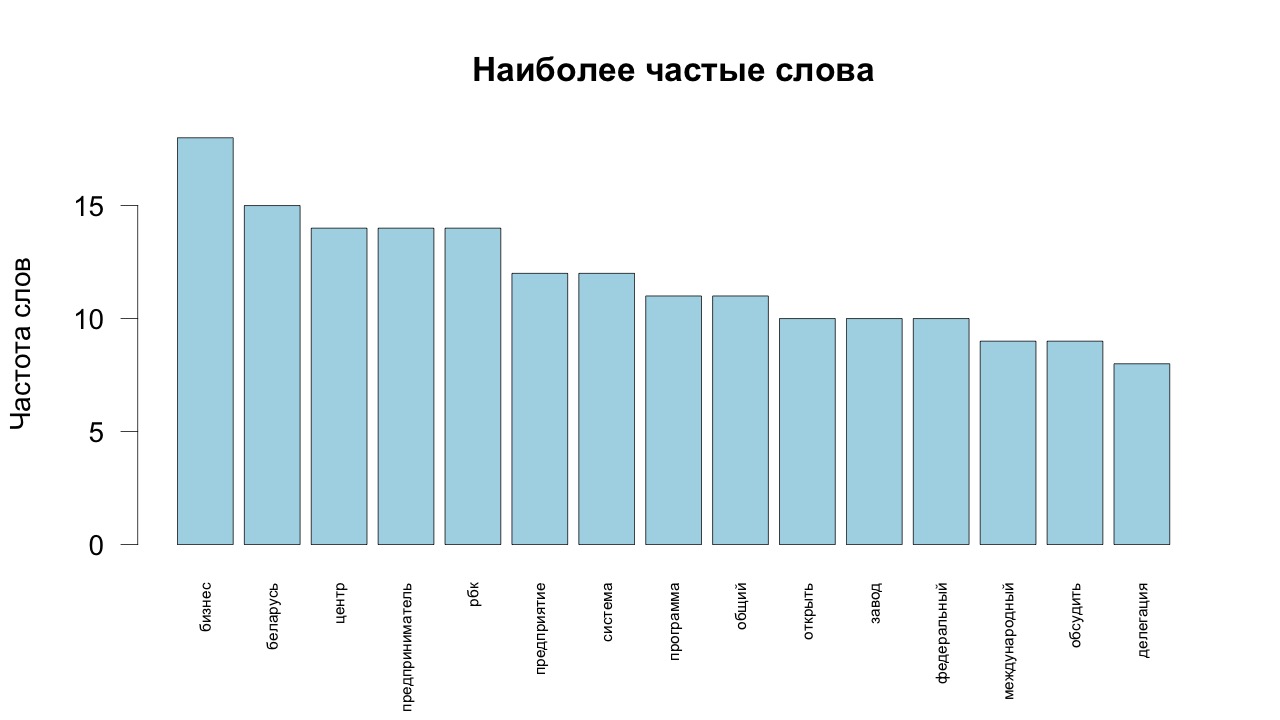 Наиболее частые слова
Частота слов
15
10
5
0
бизнес
беларусь
центр
предприниматель
рбк
предприятие
система
программа
общий
открыть
завод
федеральный
международный
обсудить
делегация